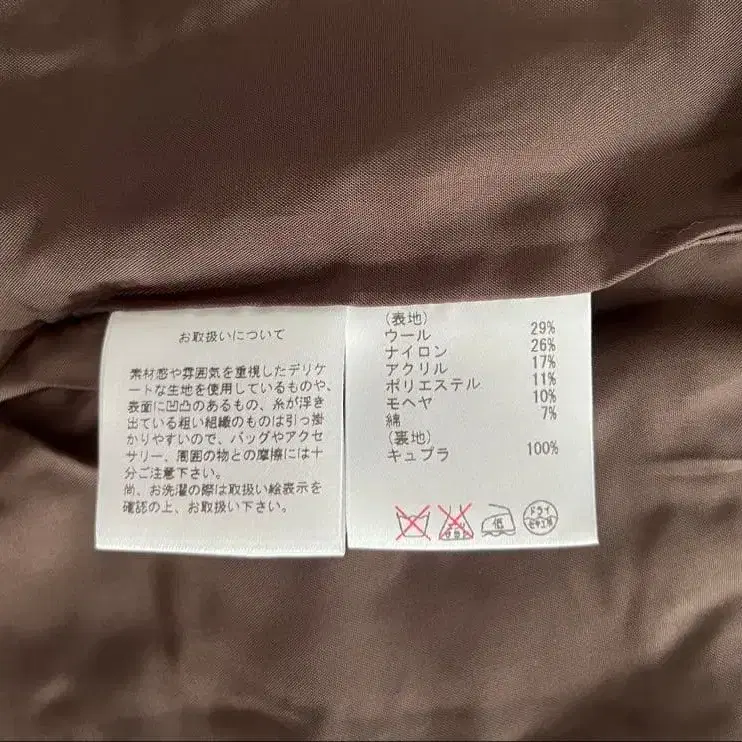 お取扱いについて
素材感や雰囲気を重視したデリケ
ートな生地を使用しているものや、
表面に凹凸のあるもの、糸が浮き
出ている粗い組織のものは引っ掛
かりやすいので、バッグやアクセ
サリー、周囲の物との摩擦には十
分ご注意下さい。
尚、お洗濯の際は取扱い絵表示を
確認の上、お取扱い下さい。
(表地)
ウール 29%
ナイロン 26%
アクリル 17%
ポリエステル 11%
モヘヤ 10%
綿 7%
(裏地)
キュプラ 100%
低
ドライ
セキユ系